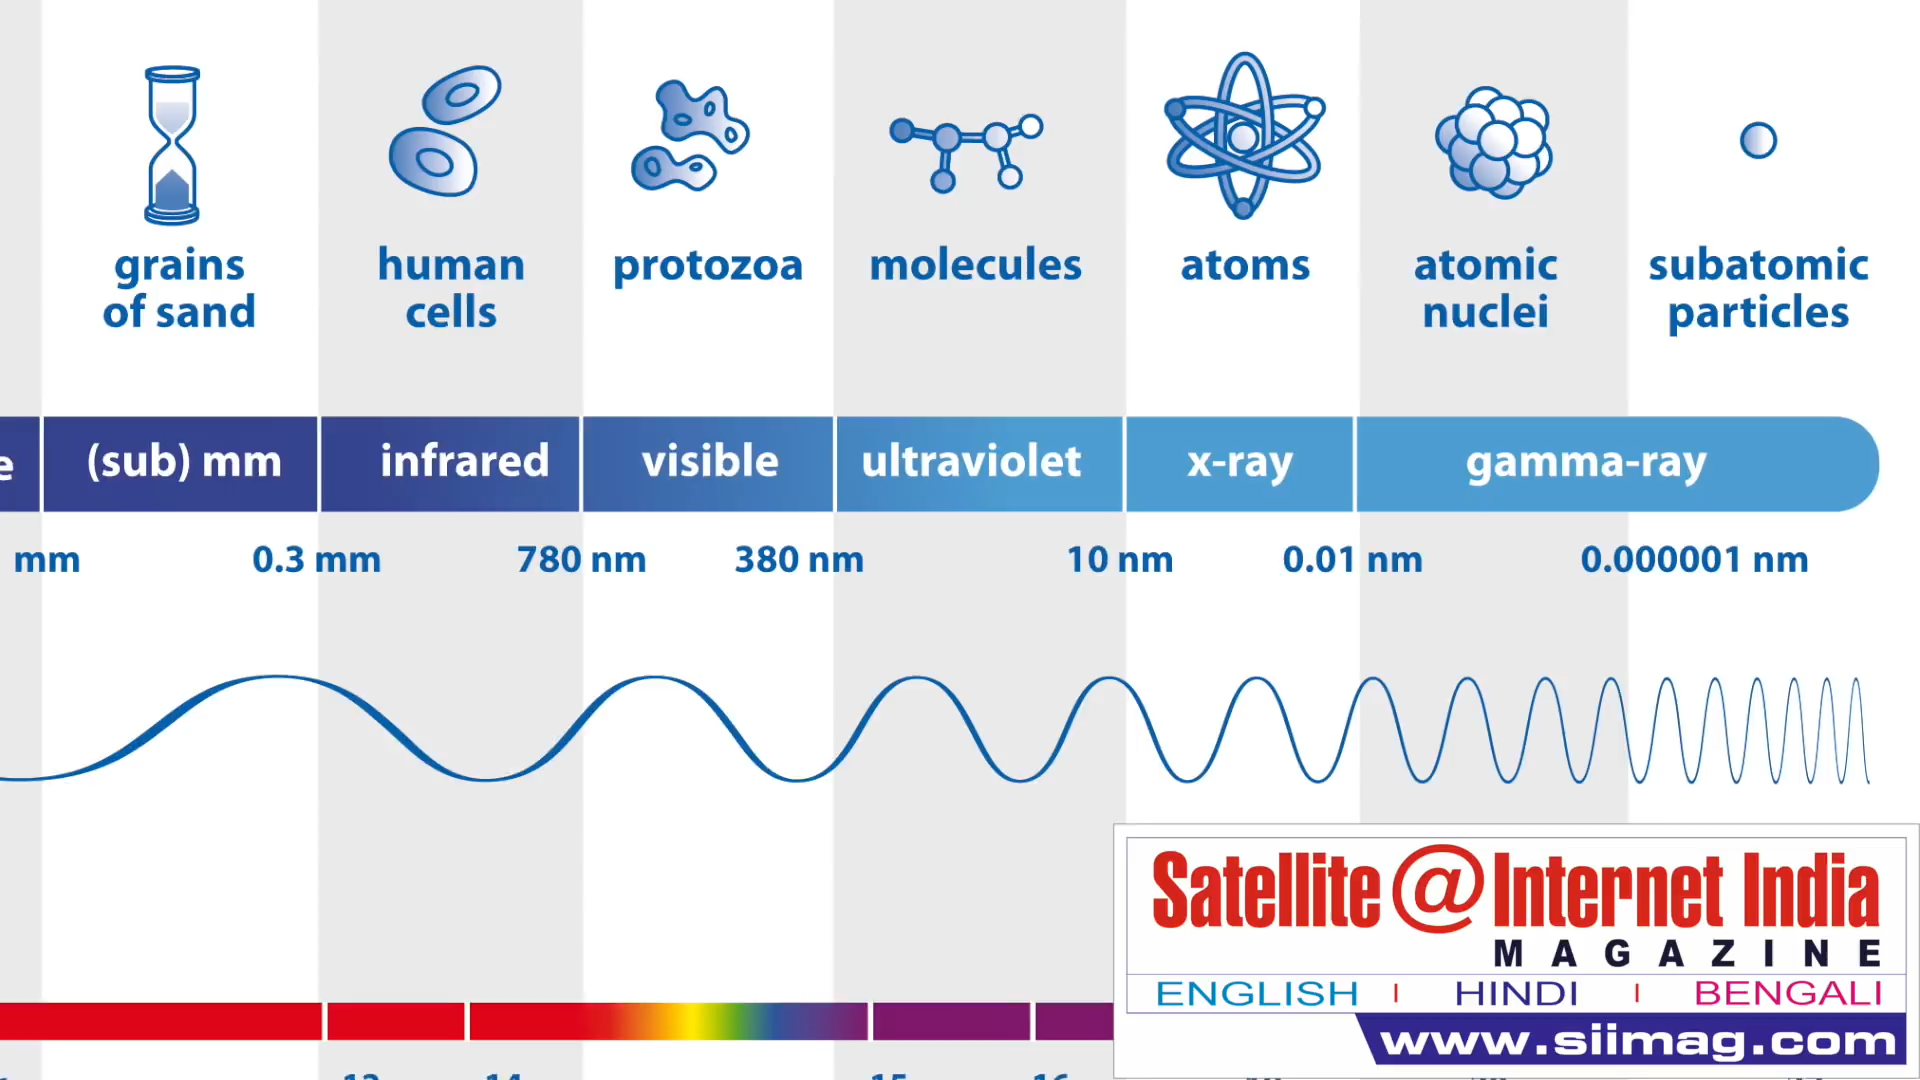 grains
of sand
human
cells
protozoa
molecules
atoms
atomic
nuclei
subatomic
particles
(sub) mm
infrared
visible
ultraviolet
x-ray
gamma-ray
mm
0.3 mm
780 nm
380 nm
10 nm
0.01 nm
0.000001 nm
Satellite @ Internet India
MAGAZINE
ENGLISH | HINDI | BENGALI
www.siimag.com